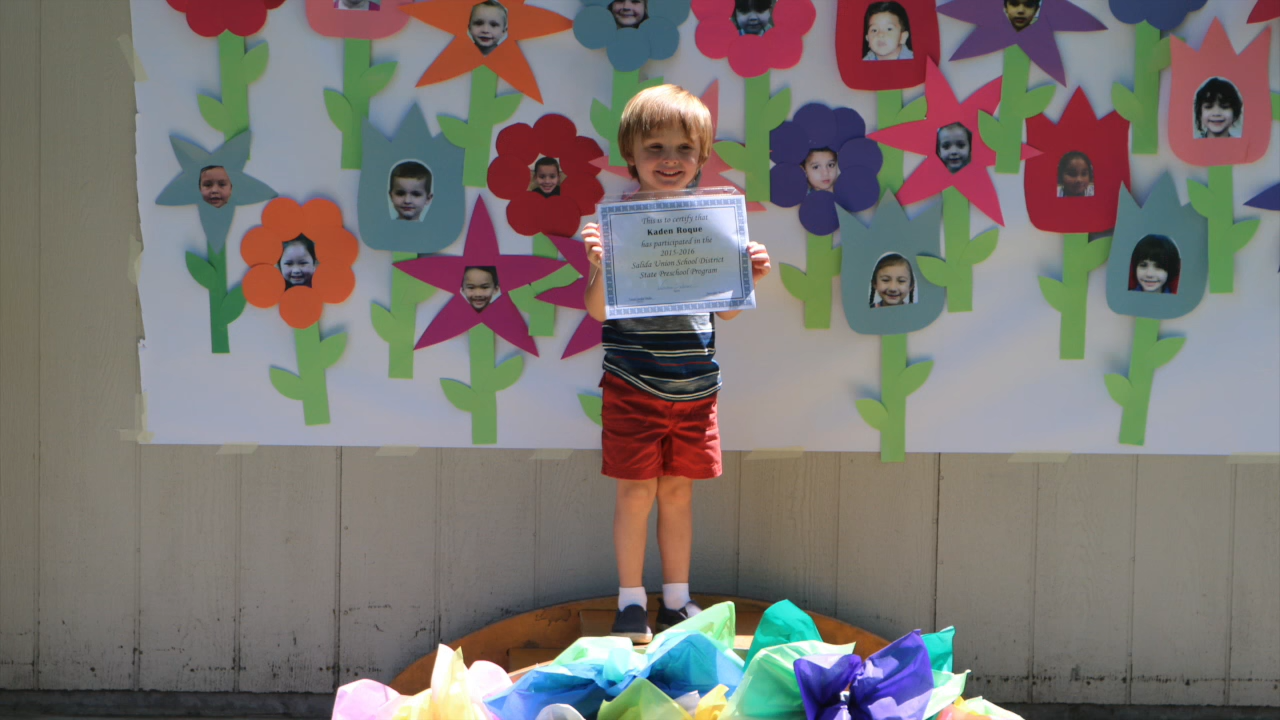 This is to certify that
Kaden Roque
has participated in the
2015-2016
Salida Union School District
State Preschool Program